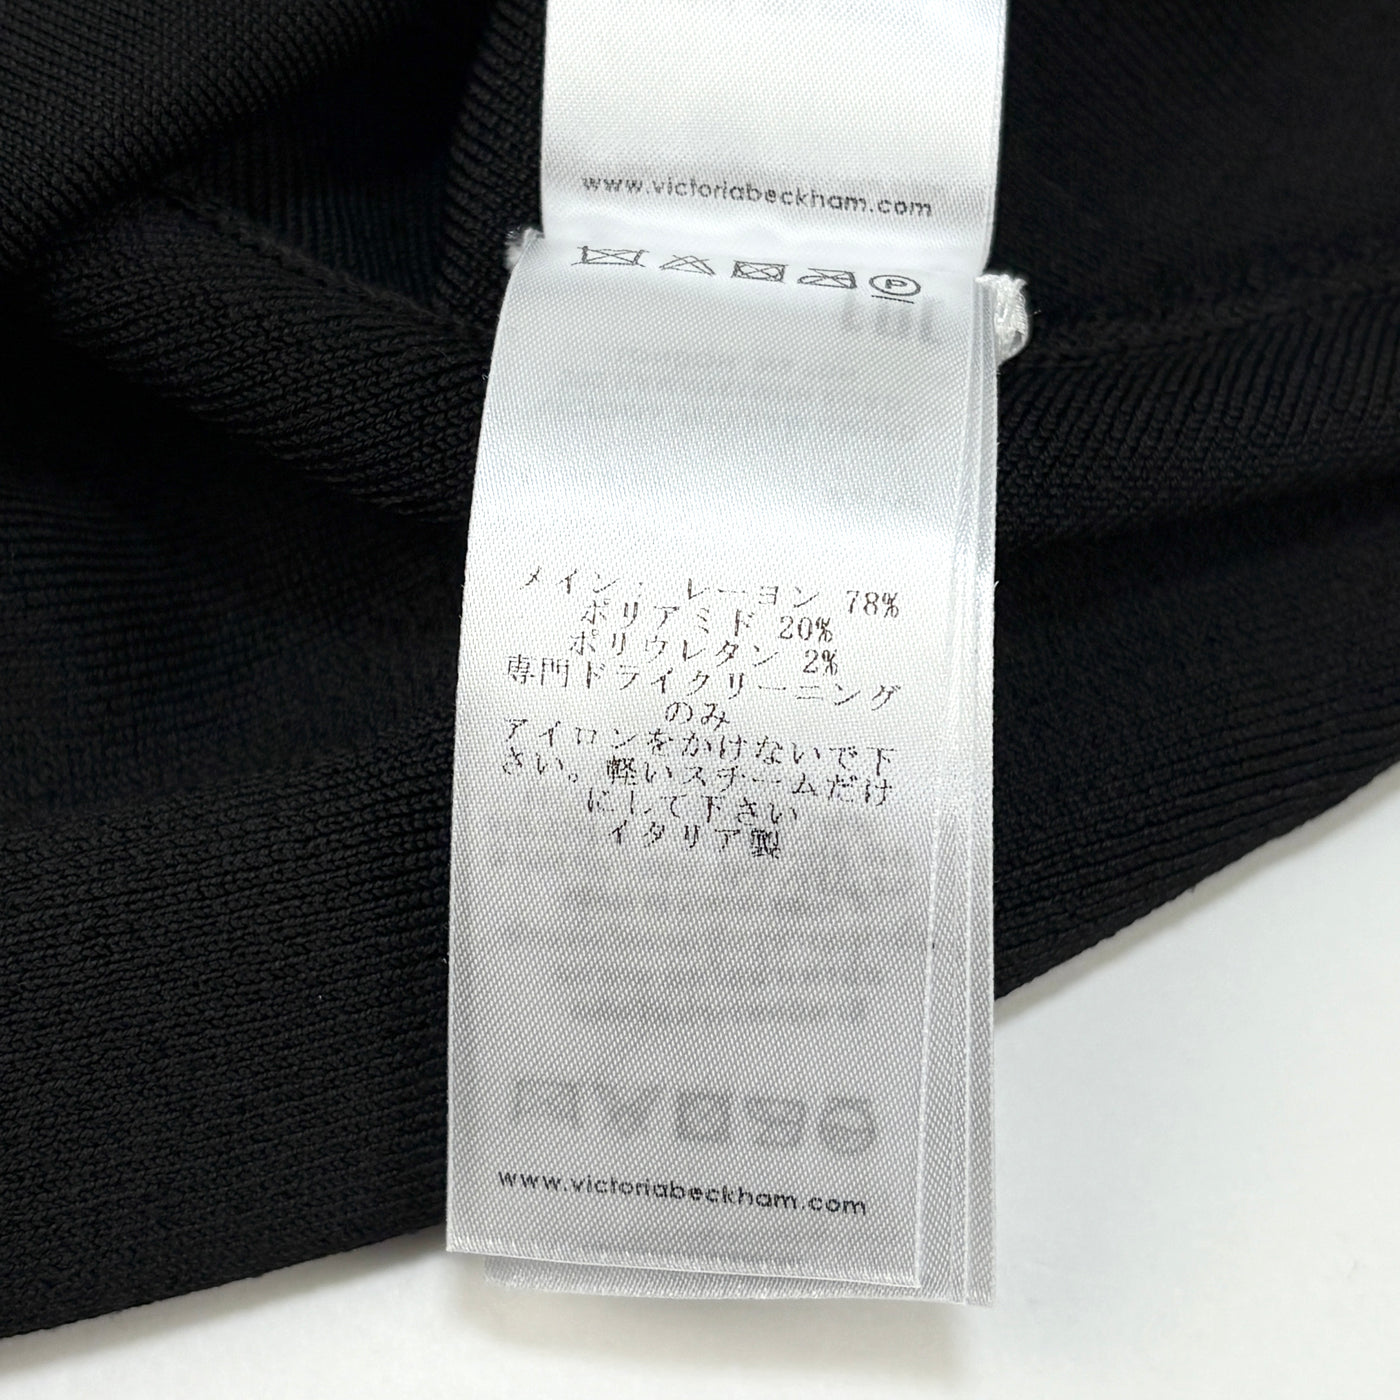 www.victoriabeckham.com
P
メイン: レーヨン 78%
ポリアミド 20%
ポリウレタン 2%
専門ドライクリーニング
のみ
アイロンをかけないで下
さい。軽いスチームだけ
にして下さい
イタリア製
www.victoriabeckham.com